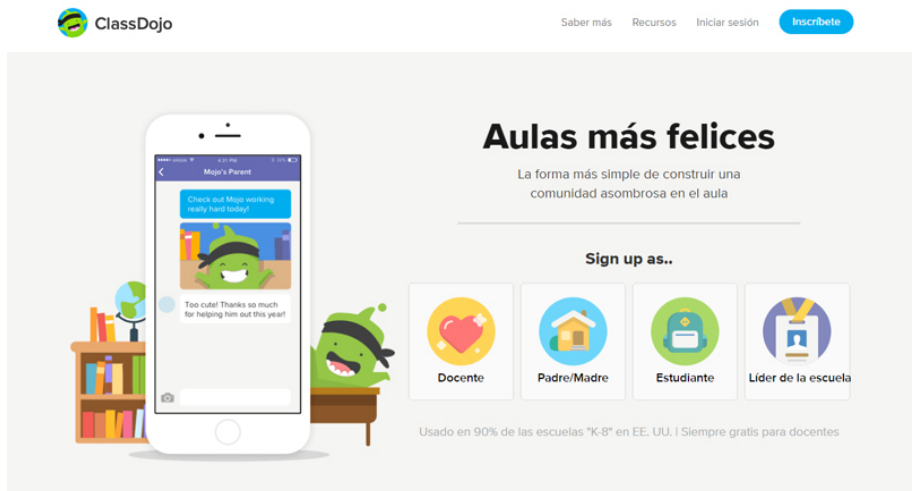 ClassDojo
Saber más Recursos Iniciar sesión Inscríbete
Aulas más felices
La forma más simple de construir una
comunidad asombrosa en el aula
Sign up as..
Docente Padre/Madre Estudiante Líder de la escuela
Usado en 90% de las escuelas "K-8" en EE. UU. | Siempre gratis para docentes
4:21 PM
Mojo's Parent
Check out Mojo working
really hard today!
Too cute! Thanks so much
for helping him out this year!